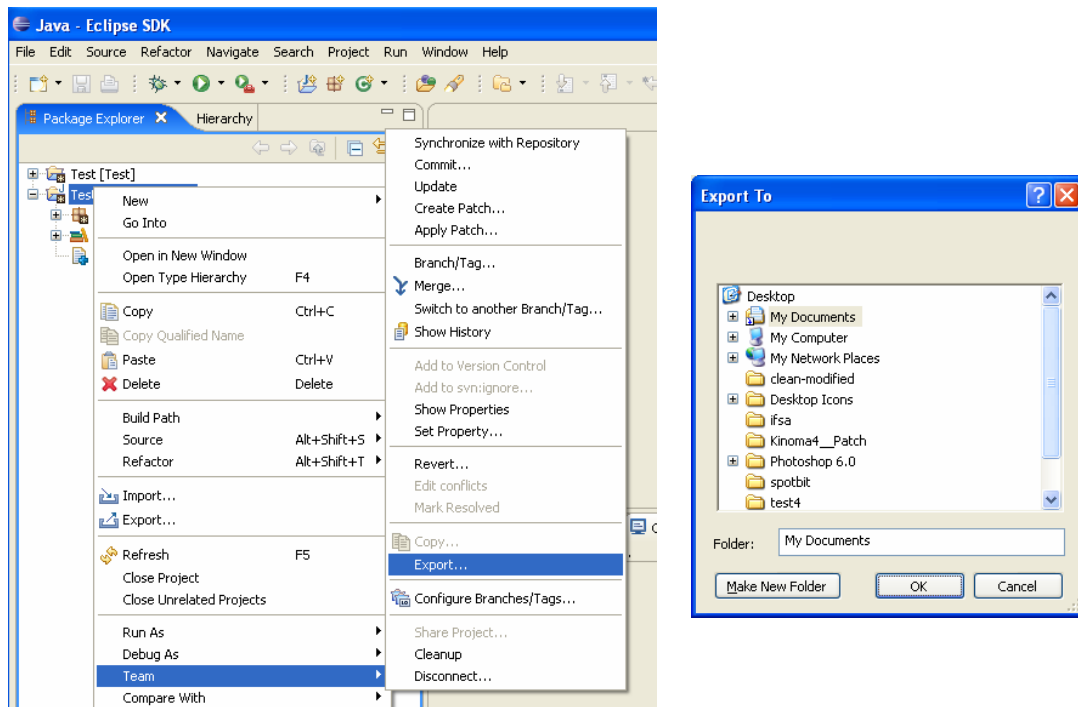 Java - Eclipse SDK
File Edit Source Refactor Navigate Search Project Run Window Help
Package Explorer Hierarchy
Test [Test]
New
Go Into
Open in New Window
Open Type Hierarchy F4
Copy Ctrl+C
Copy Qualified Name
Paste Ctrl+V
Delete Delete
Build Path
Source Alt+Shift+S
Refactor Alt+Shift+T
Import...
Export...
Refresh F5
Close Project
Close Unrelated Projects
Run As
Debug As
Team
Compare With
Synchronize with Repository
Commit...
Update
Create Patch...
Apply Patch...
Branch/Tag...
Merge...
Switch to another Branch/Tag...
Show History
Add to Version Control
Add to svn:ignore...
Show Properties
Set Property...
Revert...
Edit conflicts
Mark Resolved
Copy...
Export...
Configure Branches/Tags...
Share Project...
Cleanup
Disconnect...
Export To
Desktop
My Documents
My Computer
My Network Places
clean-modified
Desktop Icons
ifsa
Kinoma4__Patch
Photoshop 6.0
spotbit
test4
Folder: My Documents
Make New Folder OK Cancel